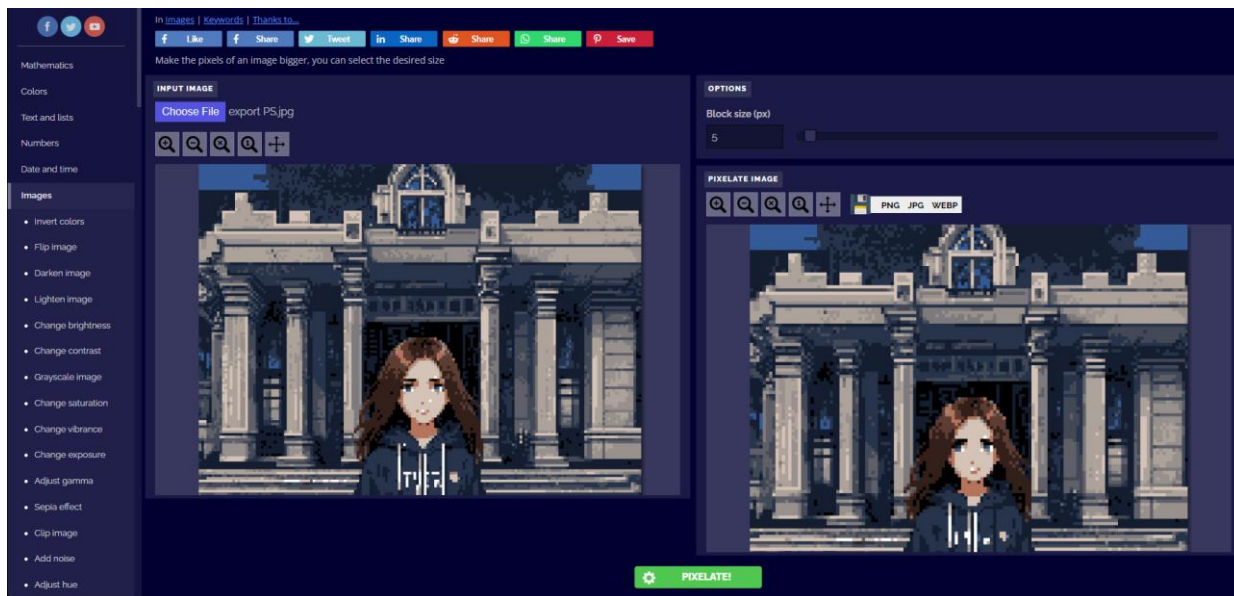 In Images | Keywords | Thanks to...
f Like f Share Tweet in Share Share Share Save
Make the pixels of an image bigger, you can select the desired size
Mathematics
Colors
Text and lists
Numbers
Date and time
Images
Invert colors
Flip image
Darken image
Lighten image
Change brightness
Change contrast
Grayscale image
Change saturation
Change vibrance
Change exposure
Adjust gamma
Sepia effect
Clip image
Add noise
Adjust hue
INPUT IMAGE
Choose File export PS.jpg
OPTIONS
Block size (px)
5
PIXELATE IMAGE
PNG JPG WEBP
PIXELATE!